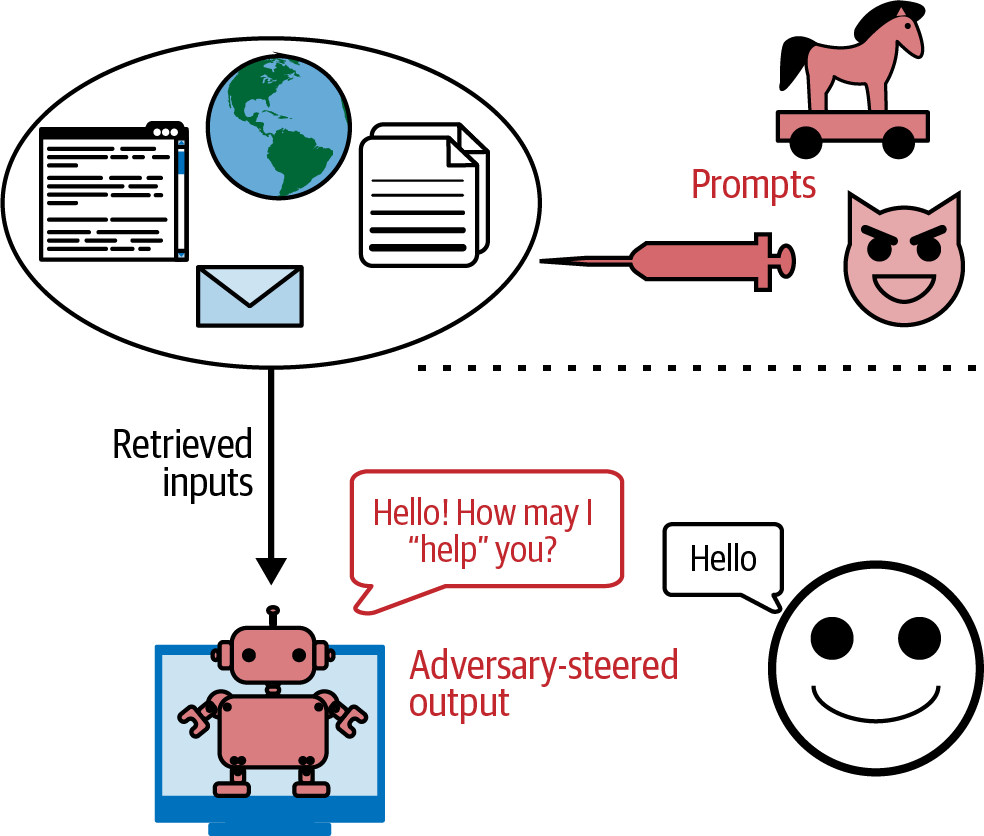 Prompts
Retrieved
inputs
Hello! How may I
“help” you?
Hello
Adversary-steered
output